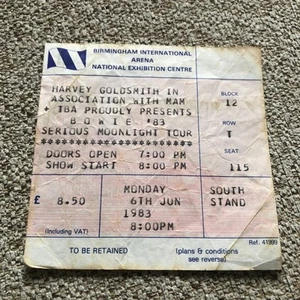 BIRMINGHAM INTERNATIONAL
ARENA
NATIONAL EXHIBITION CENTRE
HARVEY GOLDSMITH IN
ASSOCIATION WITH MAM
TBA PROUDLY PRESENTS
B O W I E '83
SERIOUS MOONLIGHT TOUR
DOORS OPEN 7:00 PM
SHOW START 8:00 PM
BLOCK
12
ROW
T
SEAT
115
£ 8.50
(Including VAT)
MONDAY
6TH JUN
1983
8:00PM
SOUTH
STAND
TO BE RETAINED
(plans & conditions
see reverse)
Ref. 41999